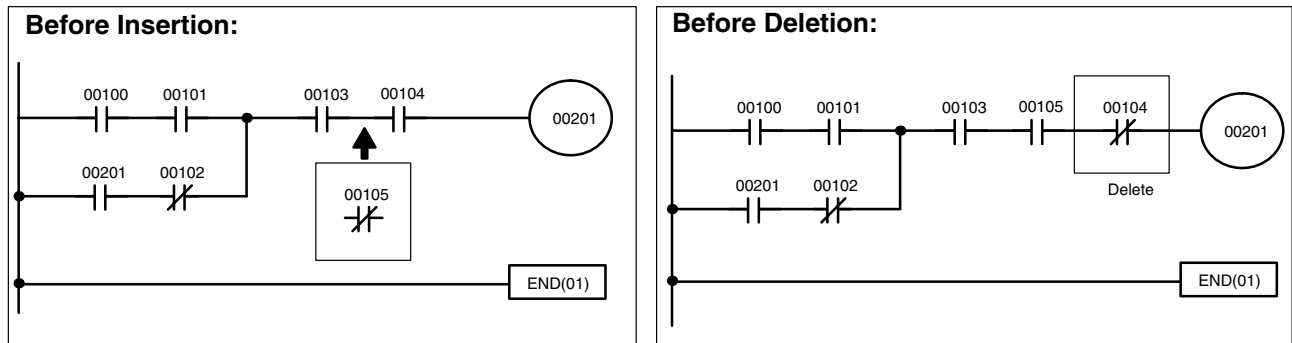 Before Insertion:
00100 00101 00103 00104
00201
00201 00102
00105
END(01)
Before Deletion:
00100 00101 00103 00105 00104
00201
Delete
00201 00102
END(01)